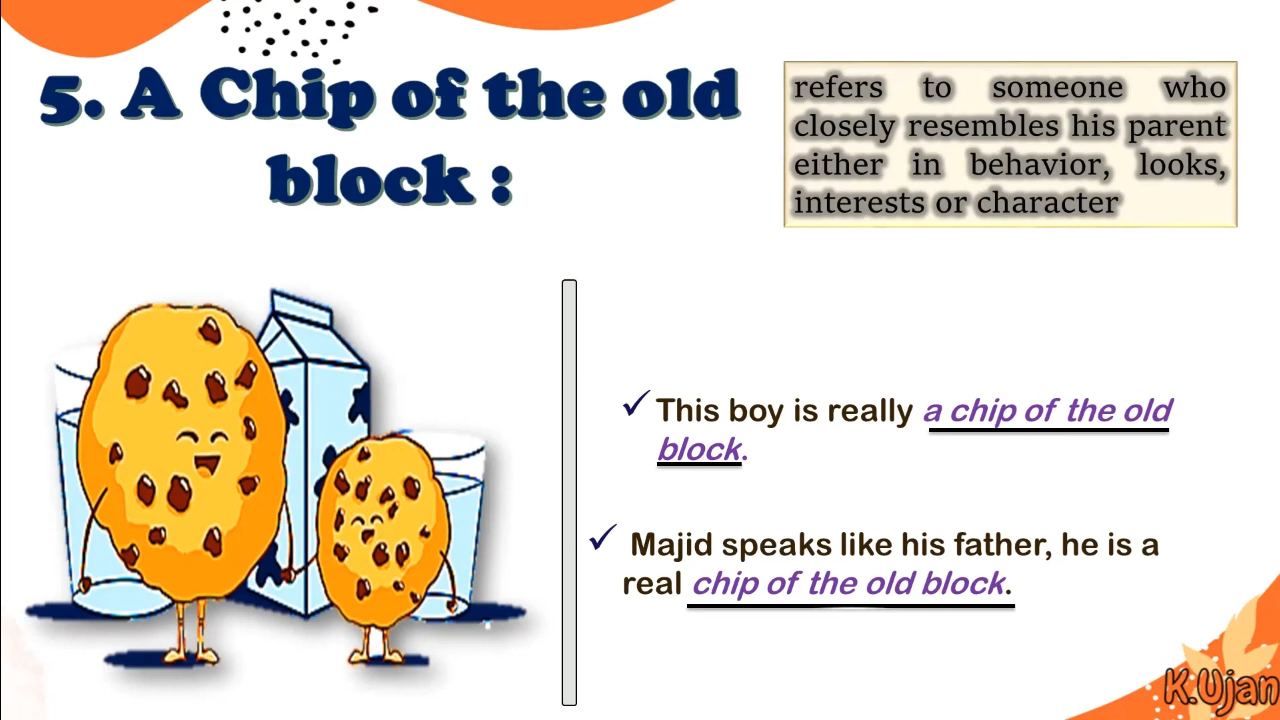 5. A Chip of the old
block :
refers to someone who
closely resembles his parent
either in behavior, looks,
interests or character
This boy is really a chip of the old
block.
Majid speaks like his father, he is a
real chip of the old block.
K.Ujan